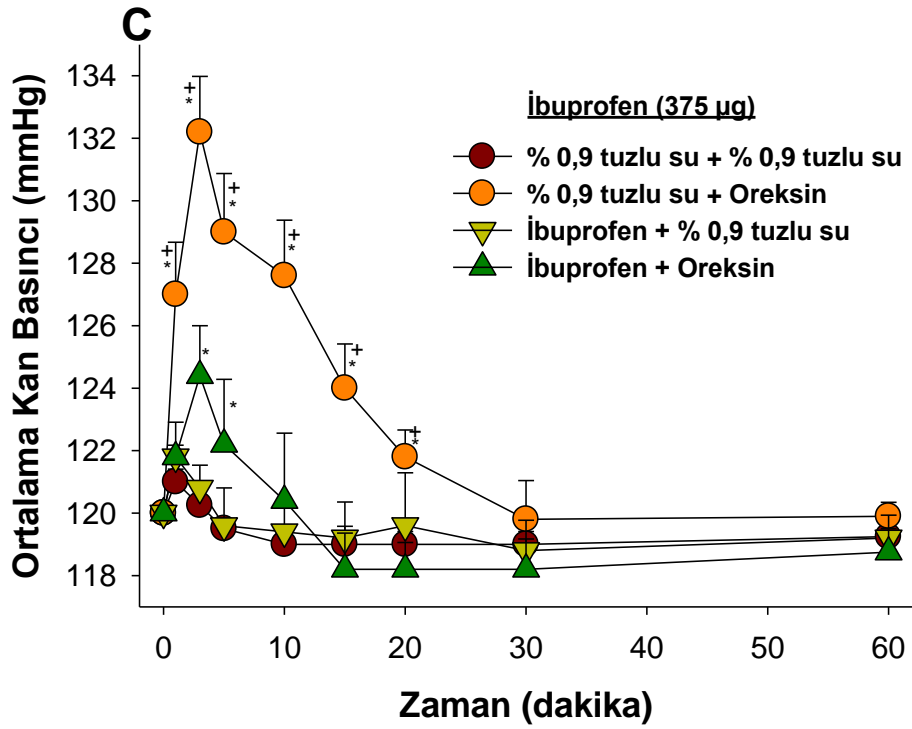 C
Ortalama Kan Basıncı (mmHg)
134
132
130
128
126
124
122
120
118
İbuprofen (375 µg)
% 0,9 tuzlu su + % 0,9 tuzlu su
% 0,9 tuzlu su + Oreksin
İbuprofen + % 0,9 tuzlu su
İbuprofen + Oreksin
+
*
+
*
+
*
+
*
+
*
+
*
*
*
0 10 20 30 40 50 60
Zaman (dakika)